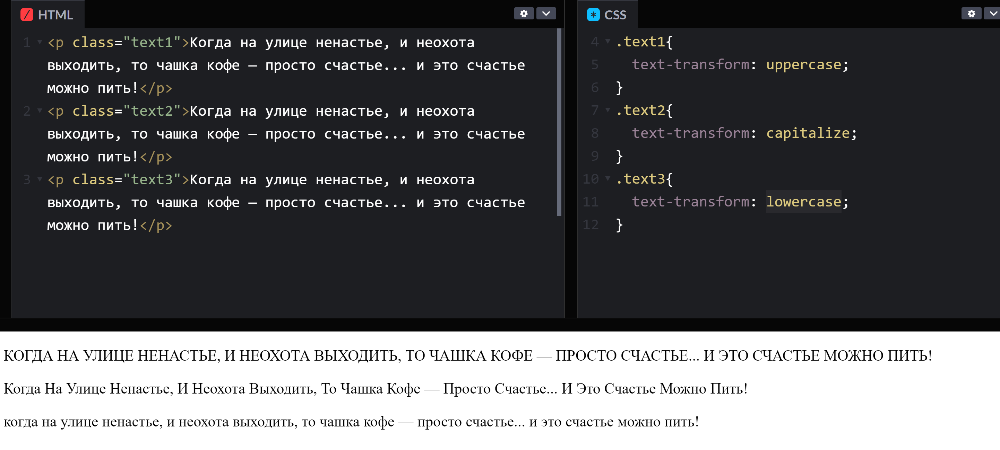 HTML
1 <p class="text1">Когда на улице ненастье, и неохота
выходить, то чашка кофе — просто счастье... и это счастье
можно пить!</p>
2 <p class="text2">Когда на улице ненастье, и неохота
выходить, то чашка кофе — просто счастье... и это счастье
можно пить!</p>
3 <p class="text3">Когда на улице ненастье, и неохота
выходить, то чашка кофе — просто счастье... и это счастье
можно пить!</p>
CSS
4 .text1{
5 text-transform: uppercase;
6 }
7 .text2{
8 text-transform: capitalize;
9 }
10 .text3{
11 text-transform: lowercase;
12 }
КОГДА НА УЛИЦЕ НЕНАСТЬЕ, И НЕОХОТА ВЫХОДИТЬ, ТО ЧАШКА КОФЕ — ПРОСТО СЧАСТЬЕ... И ЭТО СЧАСТЬЕ МОЖНО ПИТЬ!
Когда На Улице Ненастье, И Неохота Выходить, То Чашка Кофе — Просто Счастье... И Это Счастье Можно Пить!
когда на улице ненастье, и неохота выходить, то чашка кофе — просто счастье... и это счастье можно пить!